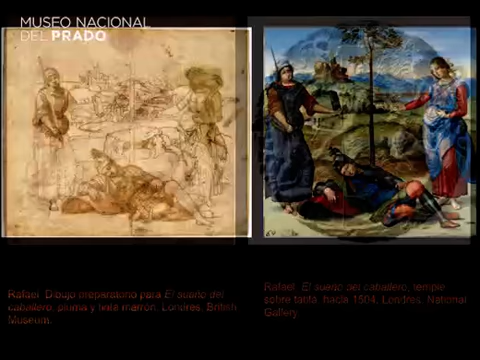 MUSEO NACIONAL
DEL PRADO
Rafael. Dibujo preparatorio para El sueño del
caballero, pluma y tinta marrón. Londres. British
Museum.
Rafael. El sueño del caballero, temple
sobre tabla, hacia 1504. Londres. National
Gallery